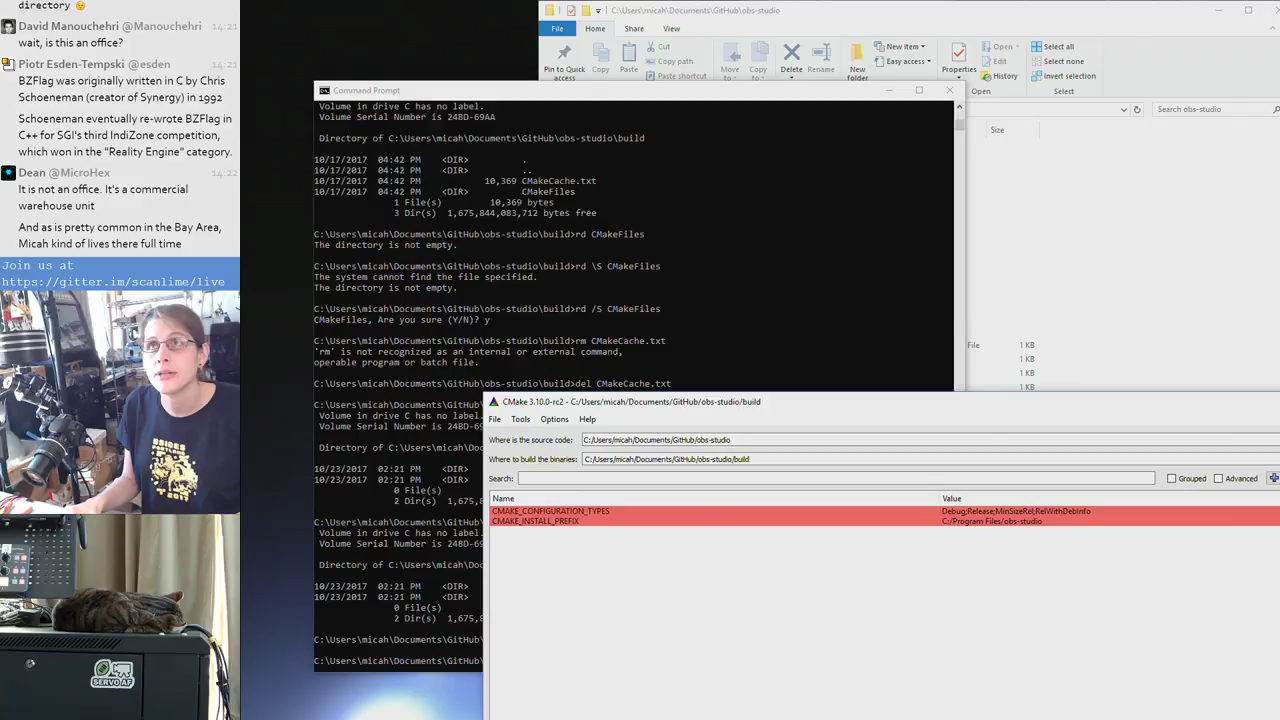 directory
David Manouchehri @Manouchehri 14:21
wait, is this an office?
Piotr Esden-Tempski @esden 14:21
BZFlag was originally written in C by Chris
Schoeneman (creator of Synergy) in 1992
Schoeneman eventually rewrote BZFlag in
C++ for SGI's third IndiZone competition,
which won in the "Reality Engine" category.
Dean @MicroHex 14:22
It is not an office. It's a commercial
warehouse unit
And as is pretty common in the Bay Area,
Micah kind of lives there full time
Join us at
https://gitter.im/scanlime/live
SERVO AF
C:\Users\micah\Documents\GitHub\obs-studio
File Home Share View
Pin to Quick access
Copy
Paste
Cut
Copy path
Paste shortcut
Move to
Copy to
Delete
Rename
New folder
New item
Easy access
Properties
Open
Edit
History
Select all
Select none
Invert selection
Open
Select
Search obs-studio
Size
File 1 KB
1 KB
1 KB
1 KB
Command Prompt
Volume in drive C has no label.
Volume Serial Number is 24BD-69AA
Directory of C:\Users\micah\Documents\GitHub\obs-studio\build
10/17/2017 04:42 PM <DIR> .
10/17/2017 04:42 PM <DIR> ..
10/17/2017 04:42 PM 10,369 CMakeCache.txt
10/17/2017 04:42 PM <DIR> CMakeFiles
1 File(s) 10,369 bytes
3 Dir(s) 1,675,844,083,712 bytes free
C:\Users\micah\Documents\GitHub\obs-studio\build>rd CMakeFiles
The directory is not empty.
C:\Users\micah\Documents\GitHub\obs-studio\build>rd \S CMakeFiles
The system cannot find the file specified.
The directory is not empty.
C:\Users\micah\Documents\GitHub\obs-studio\build>rd /S CMakeFiles
CMakeFiles, Are you sure (Y/N)? y
C:\Users\micah\Documents\GitHub\obs-studio\build>rm CMakeCache.txt
'rm' is not recognized as an internal or external command,
operable program or batch file.
C:\Users\micah\Documents\GitHub\obs-studio\build>del CMakeCache.txt
C:\Users\micah\Documents\GitHub\
Volume in drive C has no label.
Volume Serial Number is 24BD-69
Directory of C:\Users\micah\Doc
10/23/2017 02:21 PM <DIR>
10/23/2017 02:21 PM <DIR>
0 File(s)
2 Dir(s) 1,675,
C:\Users\micah\Documents\GitHub\
Volume in drive C has no label.
Volume Serial Number is 24BD-69
Directory of C:\Users\micah\Doc
10/23/2017 02:21 PM <DIR>
10/23/2017 02:21 PM <DIR>
0 File(s)
2 Dir(s) 1,675,
C:\Users\micah\Documents\GitHub\
C:\Users\micah\Documents\GitHub\
CMake 3.10.0-rc2 - C:/Users/micah/Documents/GitHub/obs-studio/build
File Tools Options Help
Where is the source code: C:/Users/micah/Documents/GitHub/obs-studio
Where to build the binaries: C:/Users/micah/Documents/GitHub/obs-studio/build
Search: Grouped Advanced
Name Value
CMAKE_CONFIGURATION_TYPES Debug;Release;MinSizeRel;RelWithDebInfo
CMAKE_INSTALL_PREFIX C:/Program Files/obs-studio